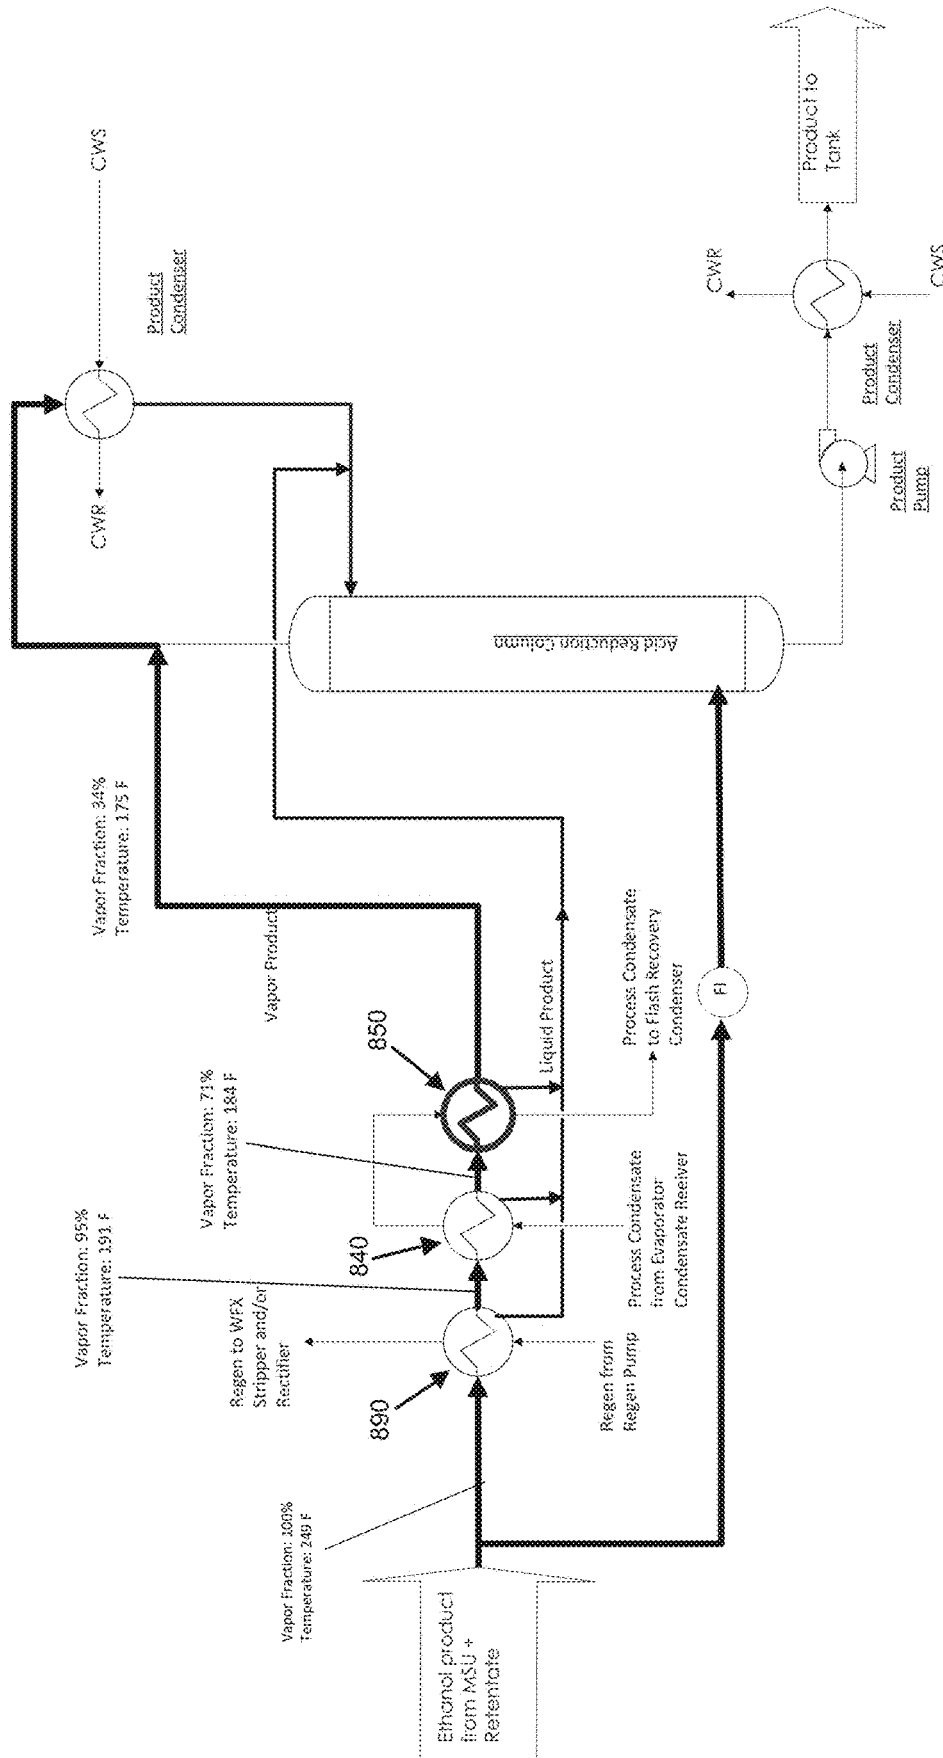 Ethanol product
from MSU +
Retentate
Vapor Fraction: 100%
Temperature: 249 F
Vapor Fraction: 95%
Temperature: 191 F
Vapor Fraction: 71%
Temperature: 184 F
Vapor Fraction: 34%
Temperature: 175 F
Regen to WFX
Stripper and/or
Rectifier
890
840
850
Regen from
Regen Pump
Process Condensate
from Evaporator
Condensate Reeiver
Process Condensate
to Flash Recovery
Condenser
Liquid Product
Vapor Product
FI
Acid Reduction Column
CWR
CWS
Product
Condenser
Product
Pump
Product
Condenser
CWR
CWS
Product to
Tank